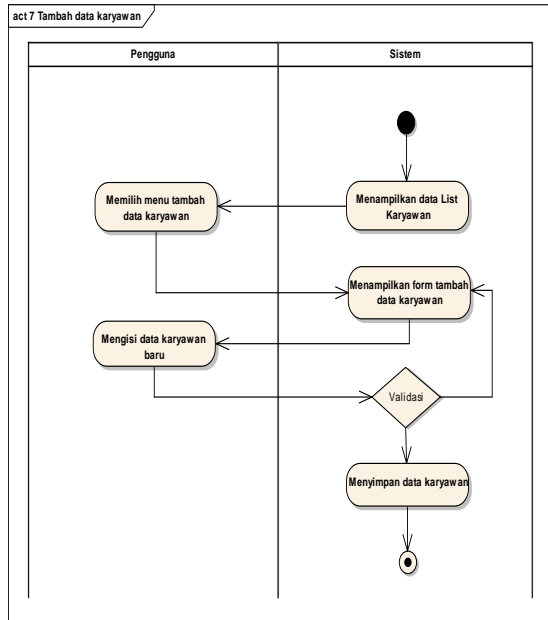 act 7 Tambah data karyawan
Pengguna
Sistem
Menampilkan data List
Karyawan
Memilih menu tambah
data karyawan
Menampilkan form tambah
data karyawan
Mengisi data karyawan
baru
Validasi
Menyimpan data karyawan